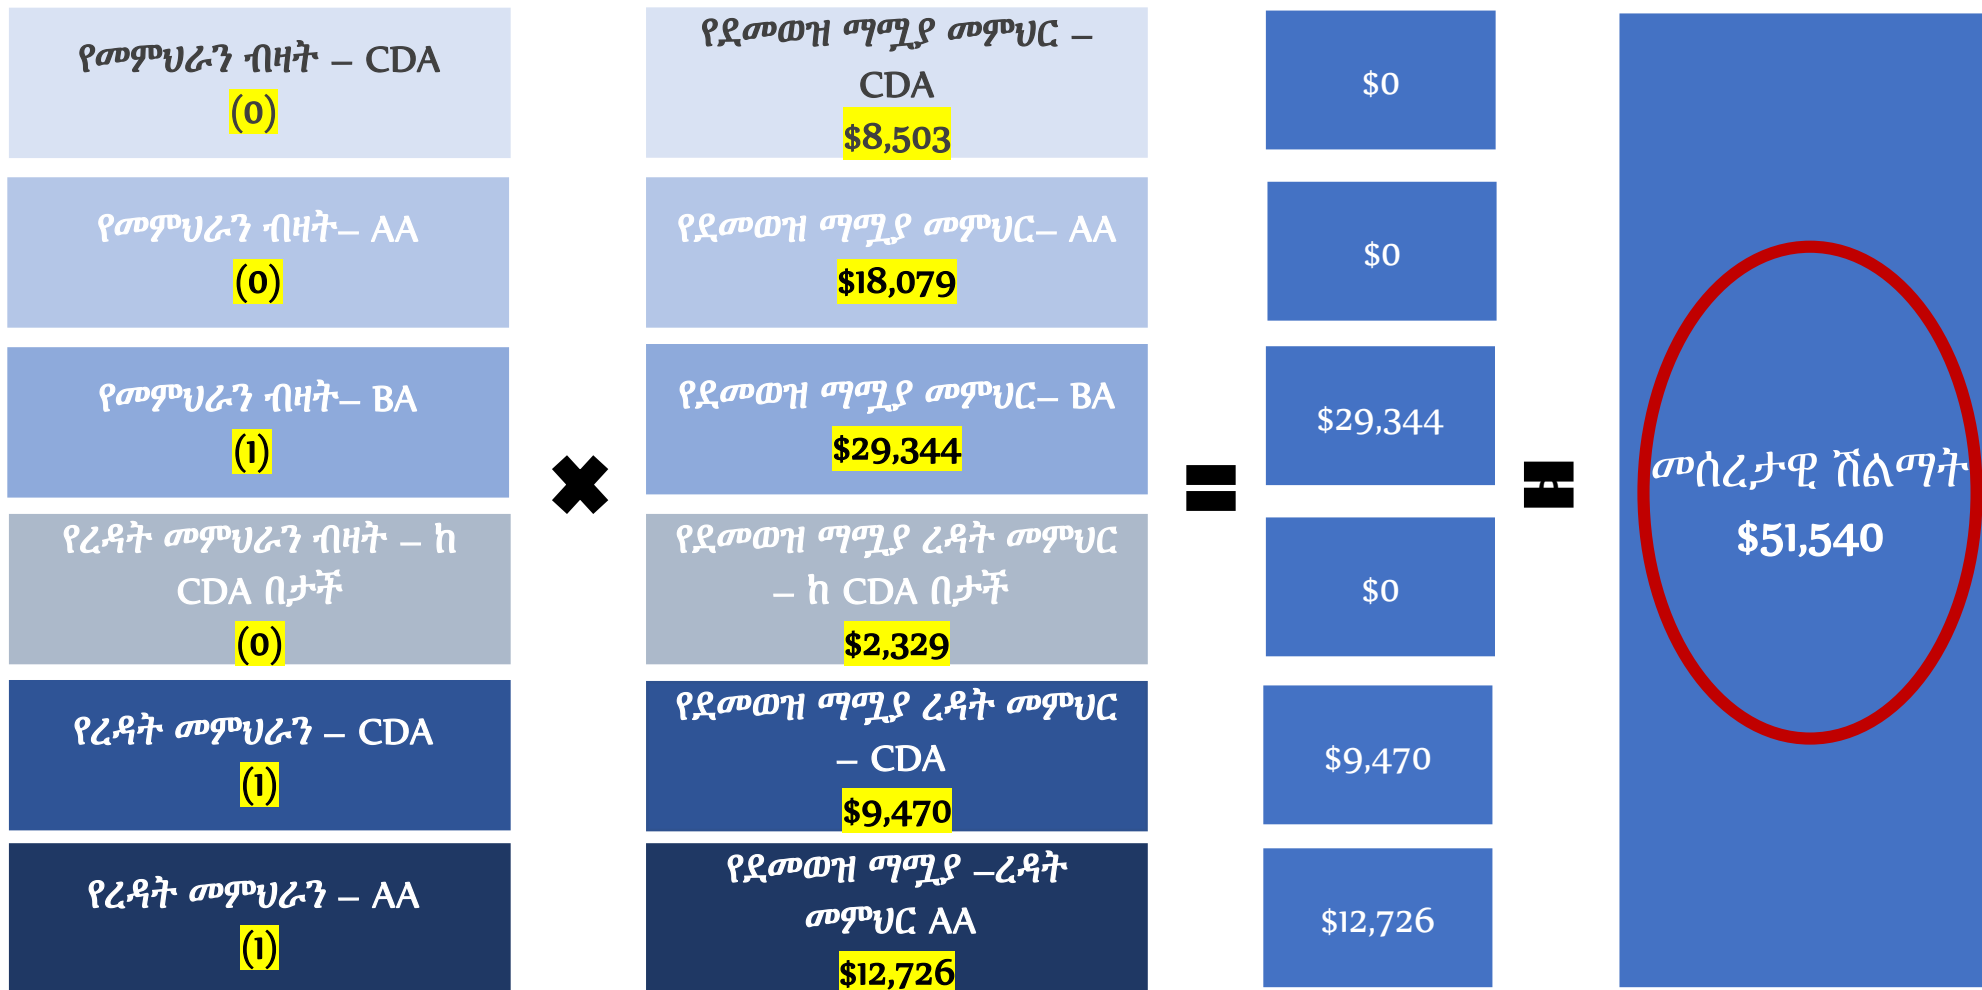 የመምህራን ብዛት – CDA
(0)
የደመወዝ ማሟያ መምህር –
CDA
$8,503
$0
የመምህራን ብዛት– AA
(0)
የደመወዝ ማሟያ መምህር– AA
$18,079
$0
የመምህራን ብዛት– BA
(1)
የደመወዝ ማሟያ መምህር– BA
$29,344
$29,344
የረዳት መምህራን ብዛት – ከ
CDA በታች
(0)
የደመወዝ ማሟያ ረዳት መምህር
– ከ CDA በታች
$2,329
$0
የረዳት መምህራን – CDA
(1)
የደመወዝ ማሟያ ረዳት መምህር
– CDA
$9,470
$9,470
የረዳት መምህራን – AA
(1)
የደመወዝ ማሟያ –ረዳት
መምህር AA
$12,726
$12,726
መሰረታዊ ሽልማት
$51,540